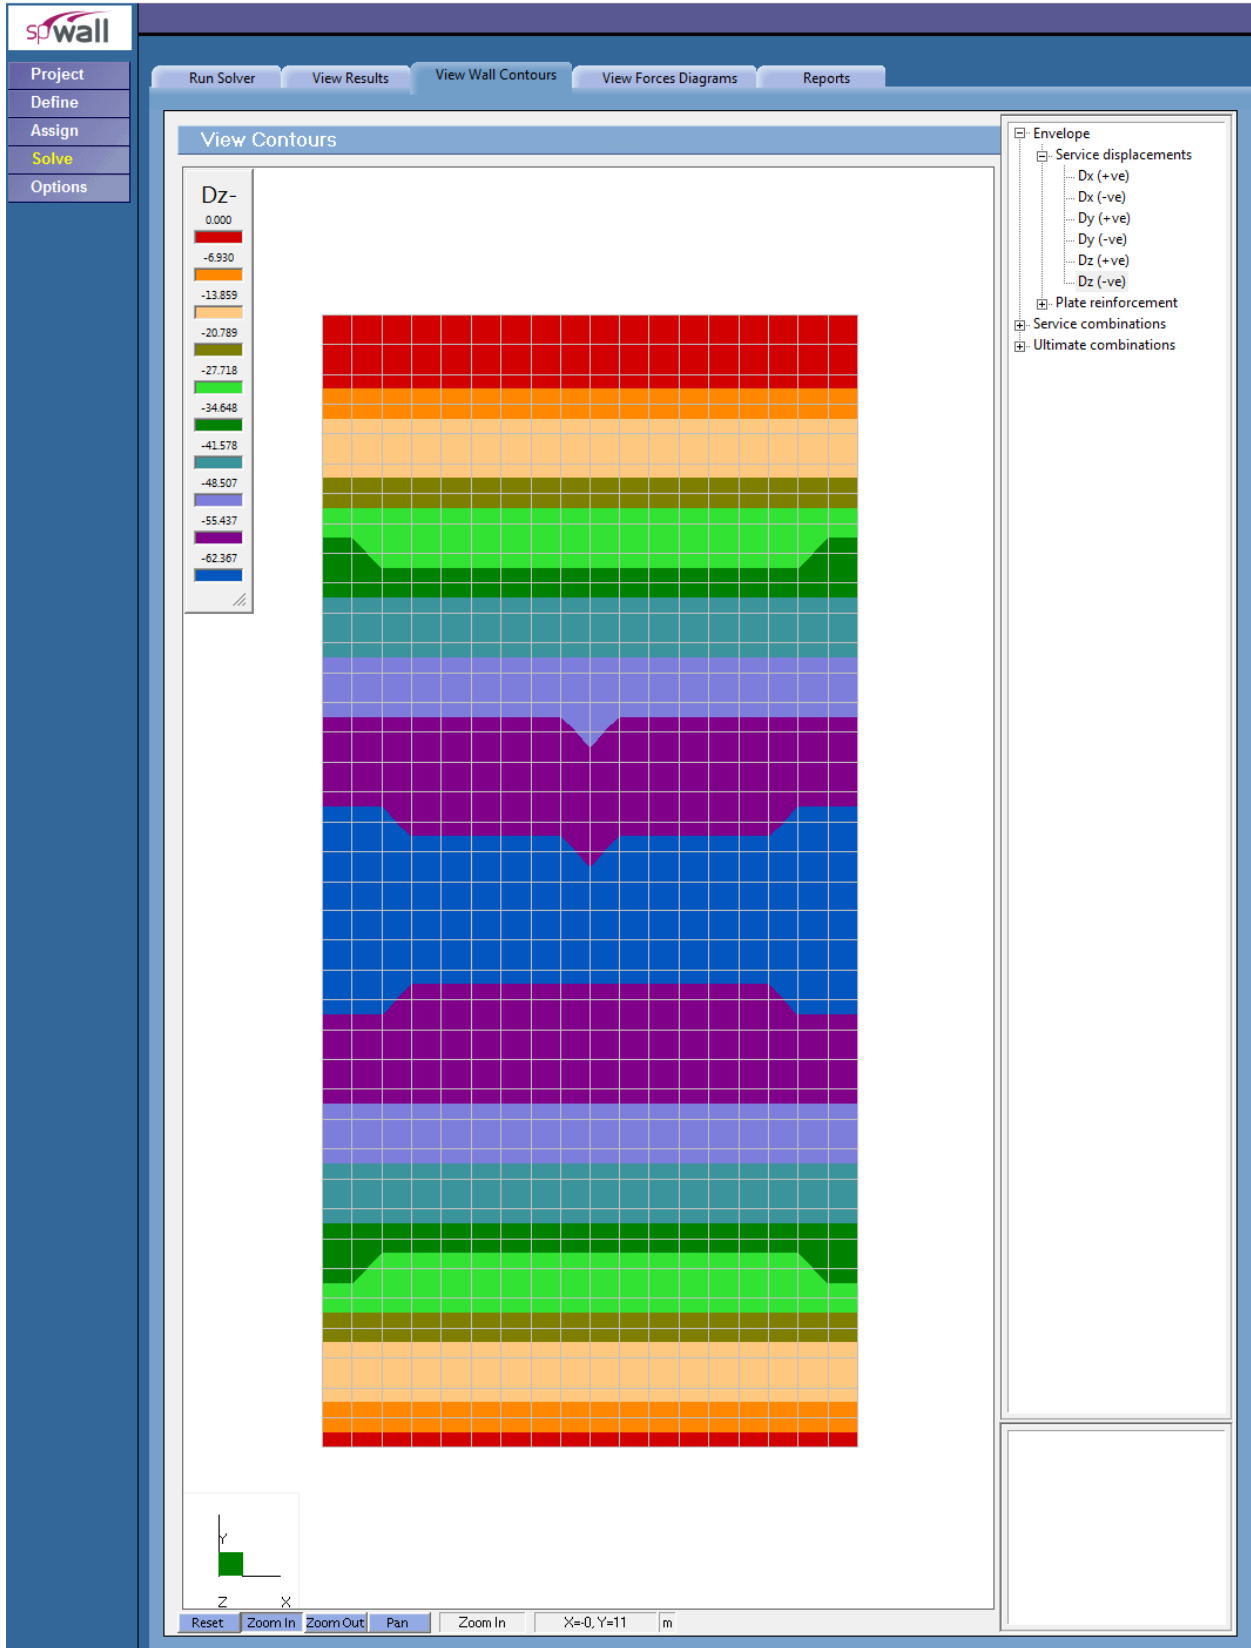 spwall
Project
Define
Assign
Solve
Options
Run Solver
View Results
View Wall Contours
View Forces Diagrams
Reports
View Contours
Dz-
0.000
-6.930
-13.859
-20.789
-27.718
-34.648
-41.578
-48.507
-55.437
-62.367
Envelope
Service displacements
Dx (+ve)
Dx (-ve)
Dy (+ve)
Dy (-ve)
Dz (+ve)
Dz (-ve)
Plate reinforcement
Service combinations
Ultimate combinations
Y
Z X
Reset Zoom In Zoom Out Pan Zoom In X=-0, Y=11 m